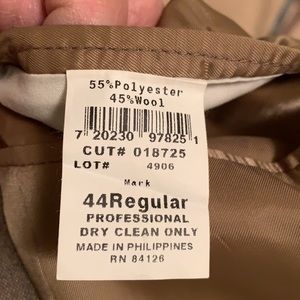 55%Polyester
45%Wool
7 20230 97825 1
CUT# 018725
LOT# 4906
Mark
44Regular
PROFESSIONAL
DRY CLEAN ONLY
MADE IN PHILIPPINES
RN 84126